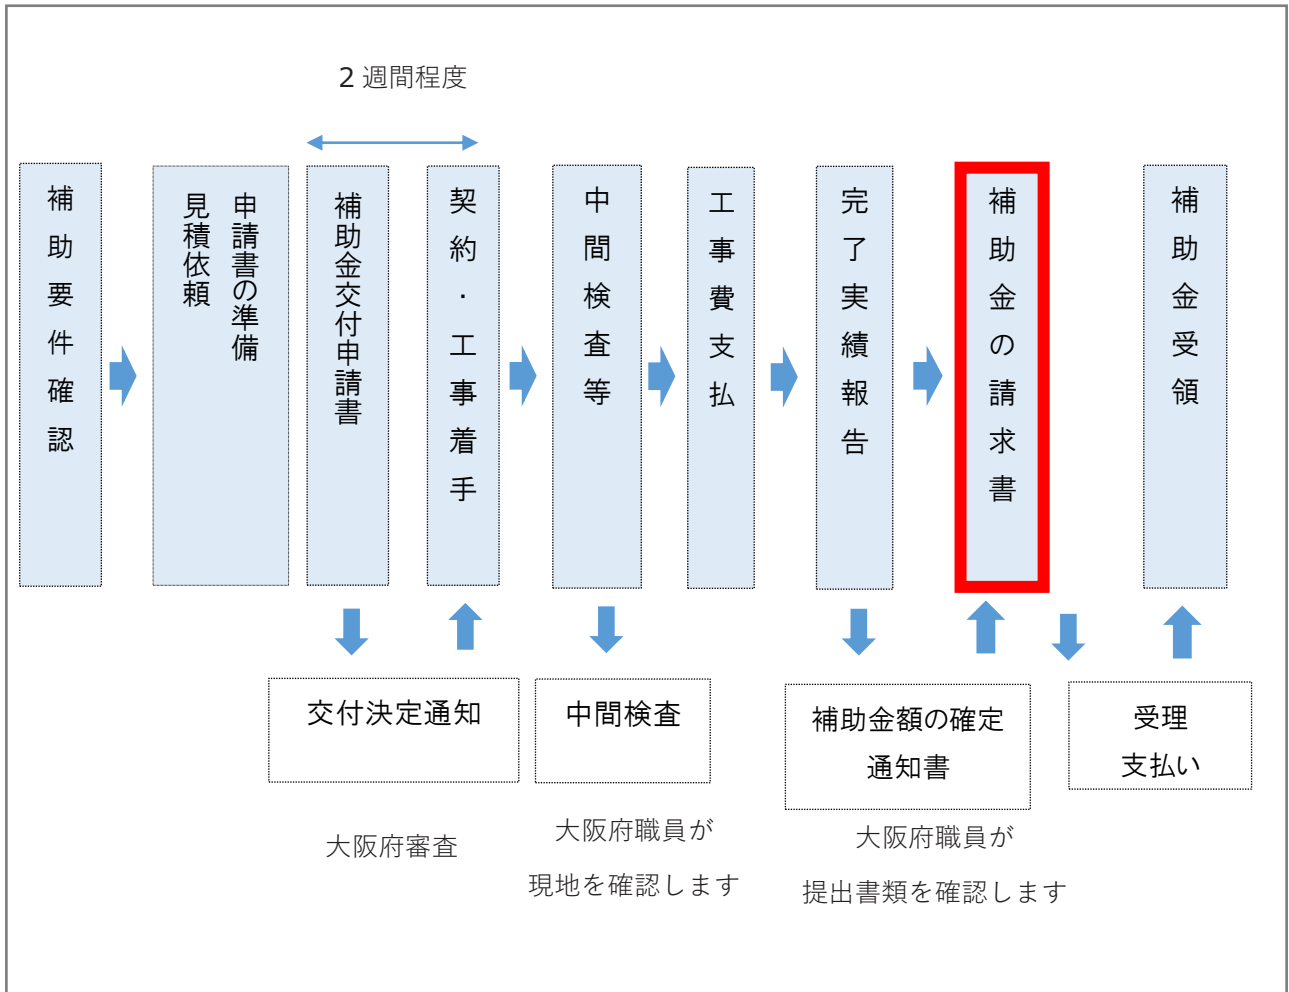 ２週間程度
補助要件確認
申請書の準備
見積依頼
補助金交付申請書
契約・工事着手
中間検査等
工事費支払
完了実績報告
補助金の請求書
補助金受領
交付決定通知
中間検査
補助金額の確定
通知書
受理
支払い
大阪府審査
大阪府職員が
現地を確認します
大阪府職員が
提出書類を確認します